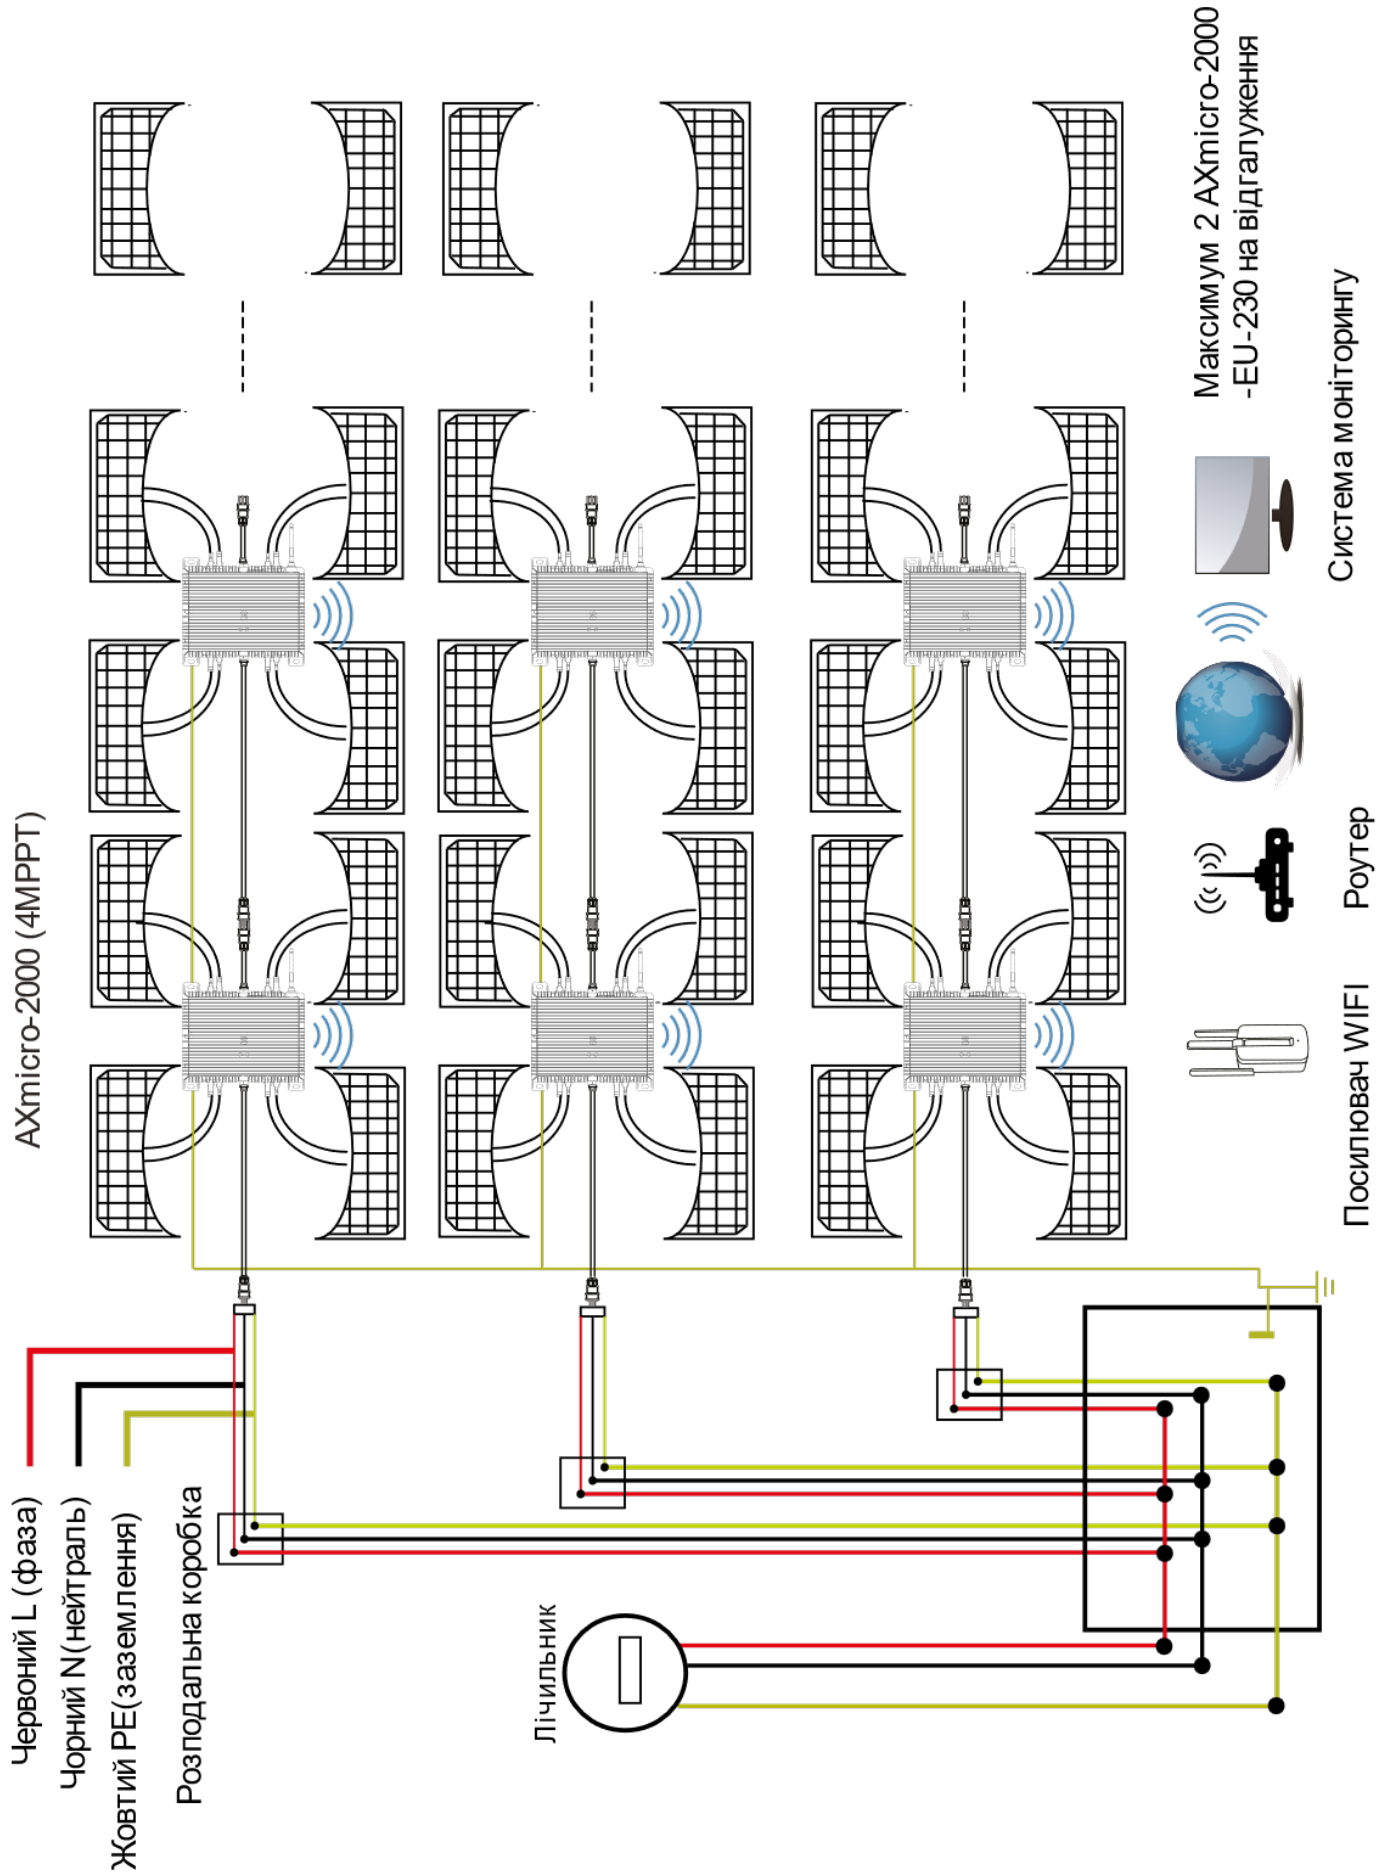 AXmicro-2000 (4MPPT)
Червоний L (фаза)
Чорний N(нейтраль)
Жовтий PE(заземлення)
Розподальна коробка
Лічильник
Максимум 2 AXmicro-2000
-EU-230 на відгалуження
Посилювач WIFI
Роутер
Система моніторингу